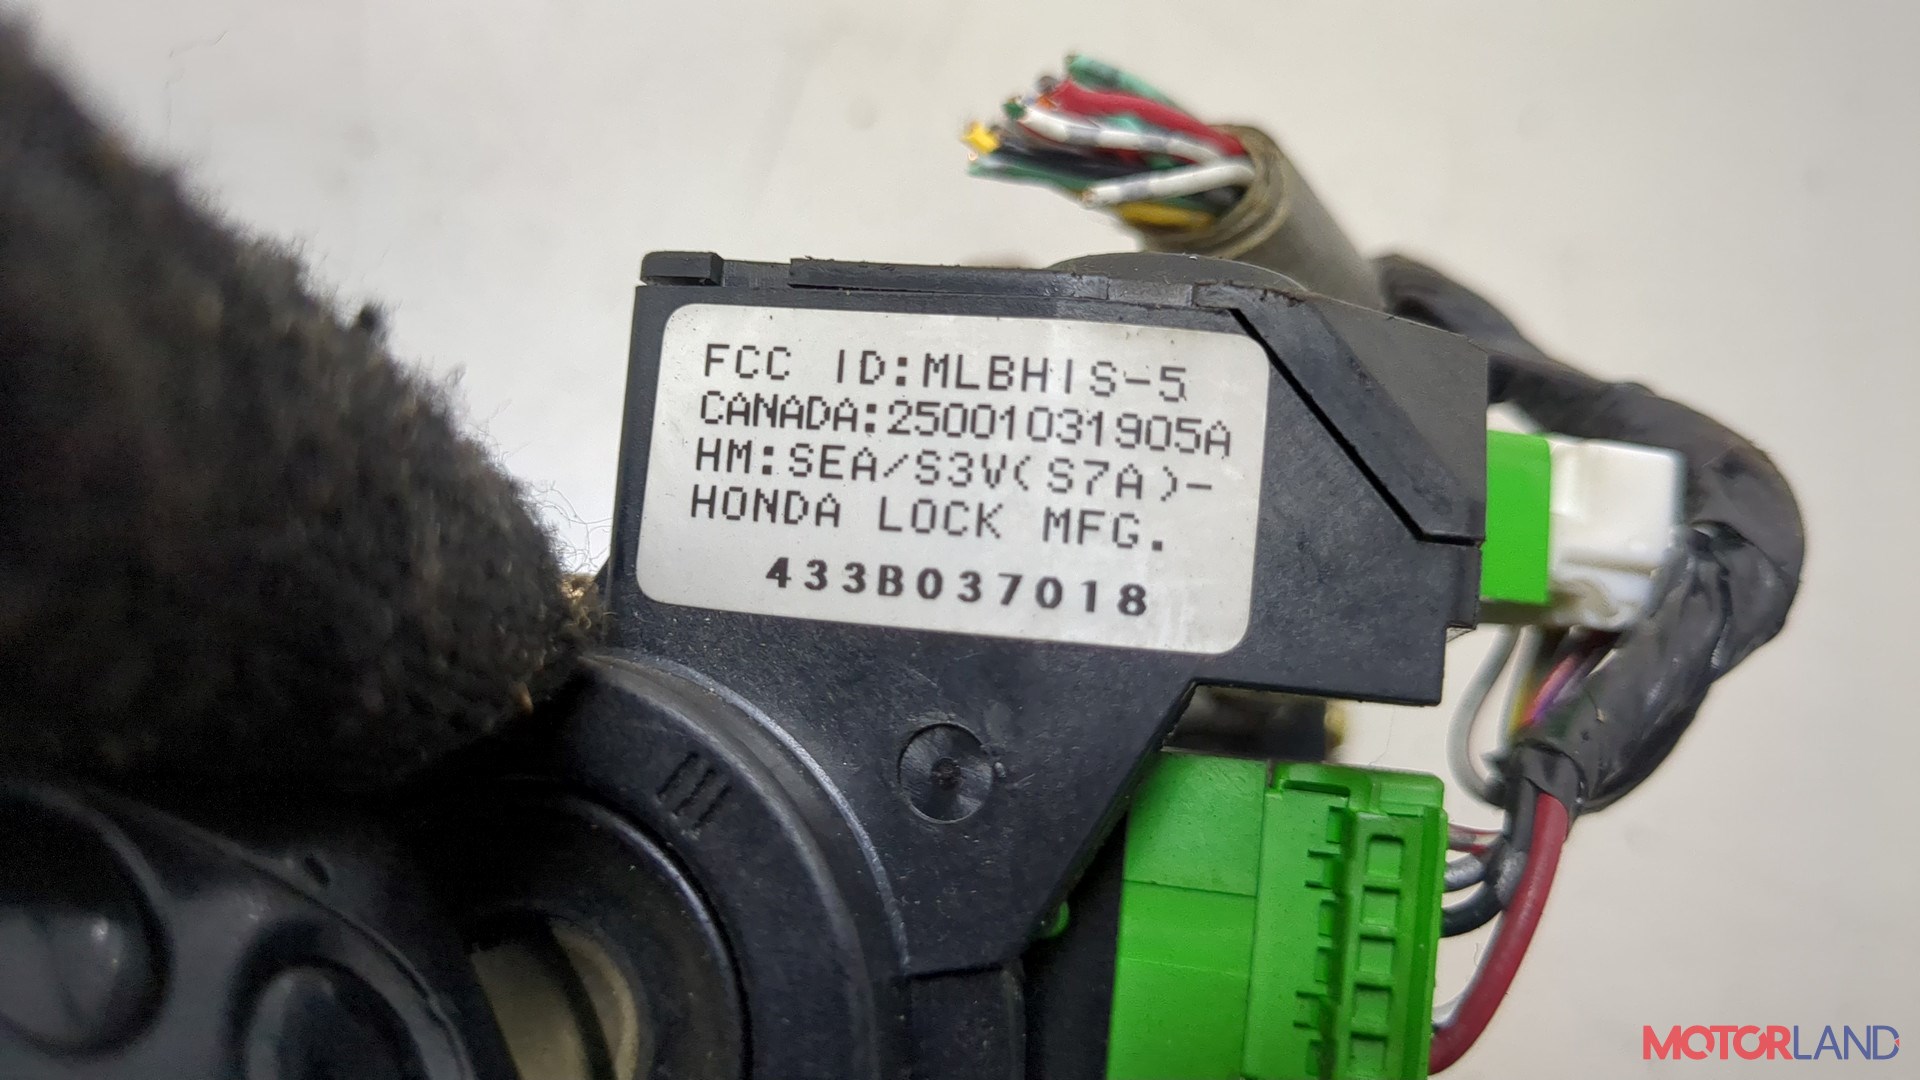 FCC ID:MLBHIS-5
CANADA:25001031905A
HM:SEA/S3V(S7A)-
HONDA LOCK MFG.
433B037018
MOTORLAND